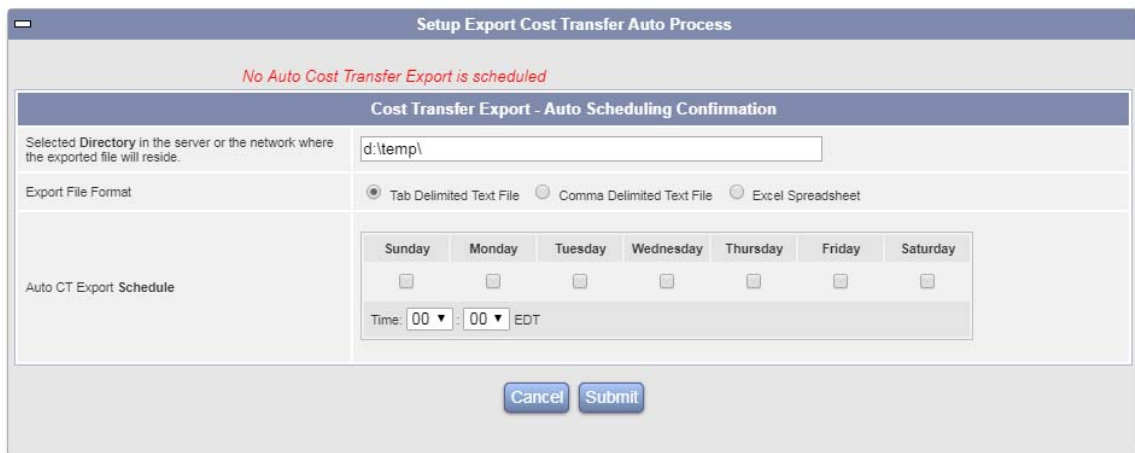 Setup Export Cost Transfer Auto Process
No Auto Cost Transfer Export is scheduled
Cost Transfer Export - Auto Scheduling Confirmation
Selected Directory in the server or the network where
the exported file will reside.
d:\temp\
Export File Format
Tab Delimited Text File Comma Delimited Text File Excel Spreadsheet
Sunday Monday Tuesday Wednesday Thursday Friday Saturday
Auto CT Export Schedule
Time: 00 : 00 EDT
Cancel Submit